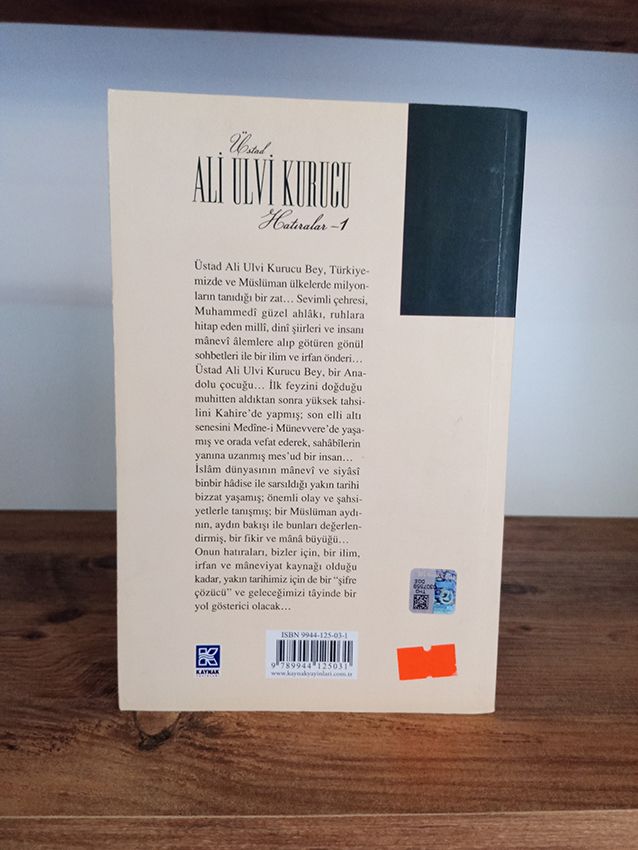 Üstad
ALİ ULVİ KURUCU
Hatıralar -1
Üstad Ali Ulvi Kurucu Bey, Türkiye-
mizde ve Müslüman ülkelerde milyon-
ların tanıdığı bir zat... Sevimli çehresi,
Muhammedî güzel ahlâkı, ruhlara
hitap eden millî, dinî şiirleri ve insanı
mânevî âlemlere alıp götüren gönül
sohbetleri ile bir ilim ve irfan önderi...
Üstad Ali Ulvi Kurucu Bey, bir Ana-
dolu çocuğu... İlk feyzini doğduğu
muhitten aldıktan sonra yüksek tahsi-
lini Kahire'de yapmış; son elli altı
senesini Medîne-i Münevvere'de yaşa-
mış ve orada vefat ederek, sahâbîlerin
yanına uzanmış mes'ud bir insan...
İslâm dünyasının mânevî ve siyâsî
binbir hâdise ile sarsıldığı yakın tarihi
bizzat yaşamış; önemli olay ve şahsi-
yetlerle tanışmış; bir Müslüman aydı-
nın, aydın bakışı ile bunları değerlen-
dirmiş, bir fikir ve mânâ büyüğü...
Onun hatıraları, bizler için, bir ilim,
irfan ve mâneviyat kaynağı olduğu
kadar, yakın tarihimiz için de bir "şifre
çözücü" ve geleceğimizi tâyinde bir
yol gösterici olacak...
ISBN 9944-125-03-1
9 789944 125031
www.kaynakyayinlari.com.tr
KAYNAK
YAYINLARI